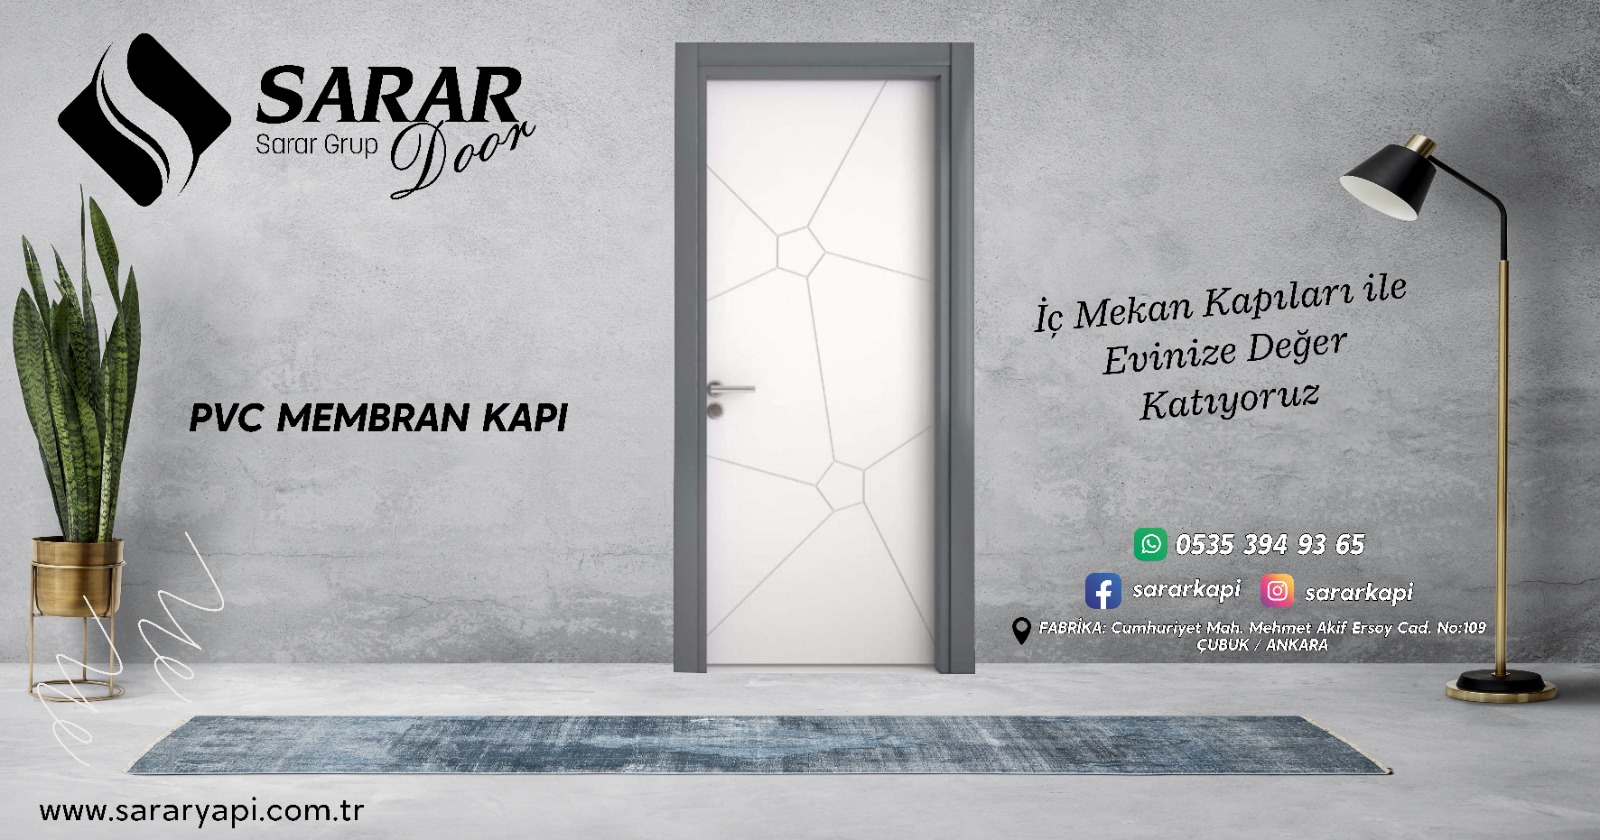 SARAR
Sarar Grup Door
PVC MEMBRAN KAPI
İç Mekan Kapıları ile
Evinize Değer
Katıyoruz
0535 394 93 65
sararkapi sararkapi
FABRİKA: Cumhuriyet Mah. Mehmet Akif Ersoy Cad. No:109
ÇUBUK / ANKARA
www.sararyapi.com.tr